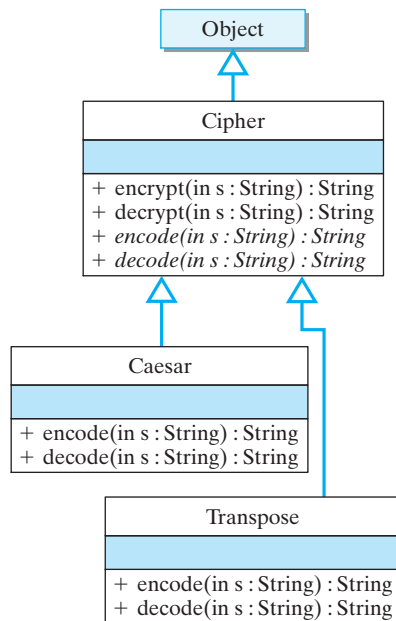 Object
Cipher
+ encrypt(in s : String) : String
+ decrypt(in s : String) : String
+ encode(in s : String) : String
+ decode(in s : String) : String
Caesar
+ encode(in s : String) : String
+ decode(in s : String) : String
Transpose
+ encode(in s : String) : String
+ decode(in s : String) : String